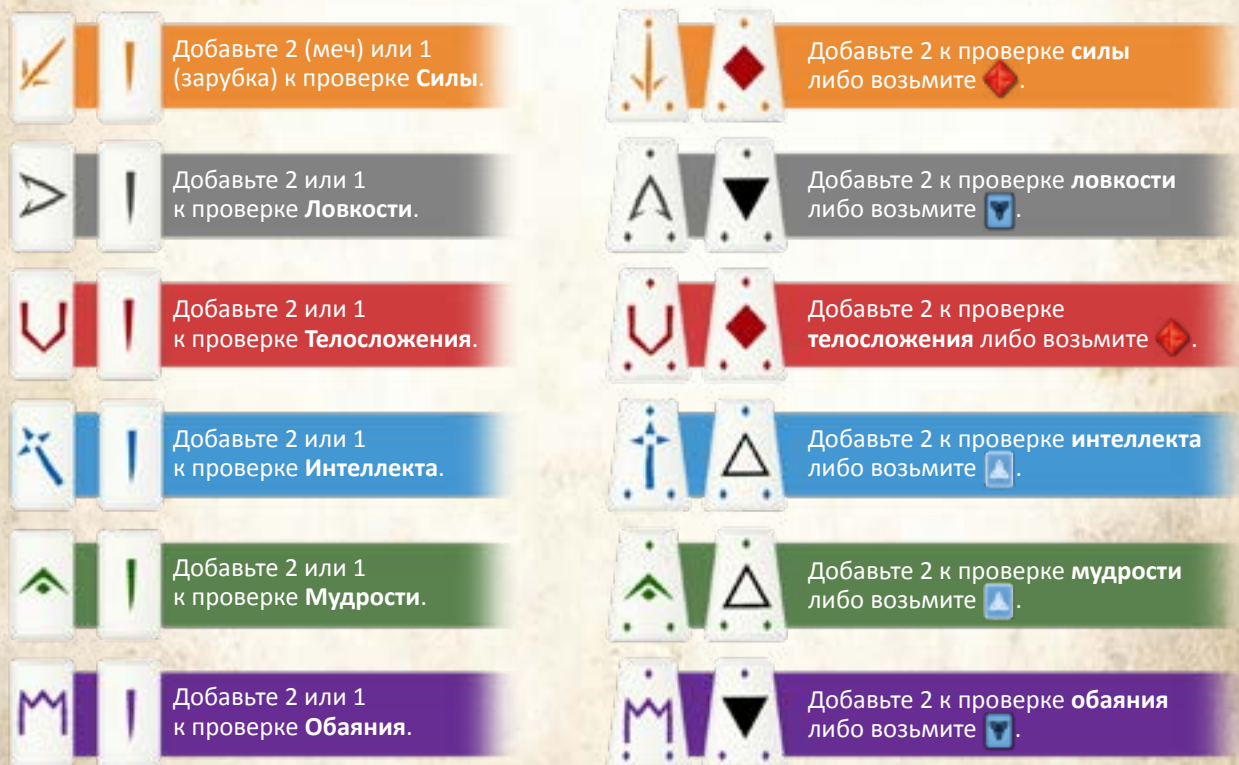 Добавьте 2 (меч) или 1
(зарубка) к проверке Силы.
Добавьте 2 или 1
к проверке Ловкости.
Добавьте 2 или 1
к проверке Телосложения.
Добавьте 2 или 1
к проверке Интеллекта.
Добавьте 2 или 1
к проверке Мудрости.
Добавьте 2 или 1
к проверке Обаяния.
Добавьте 2 к проверке силы
либо возьмите .
Добавьте 2 к проверке ловкости
либо возьмите .
Добавьте 2 к проверке
телосложения либо возьмите .
Добавьте 2 к проверке интеллекта
либо возьмите .
Добавьте 2 к проверке мудрости
либо возьмите .
Добавьте 2 к проверке обаяния
либо возьмите .